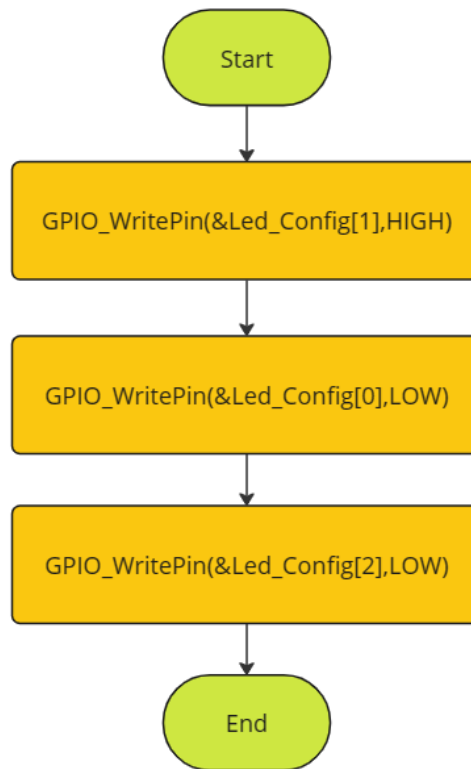 Start
GPIO_WritePin(&Led_Config[1],HIGH)
GPIO_WritePin(&Led_Config[0],LOW)
GPIO_WritePin(&Led_Config[2],LOW)
End